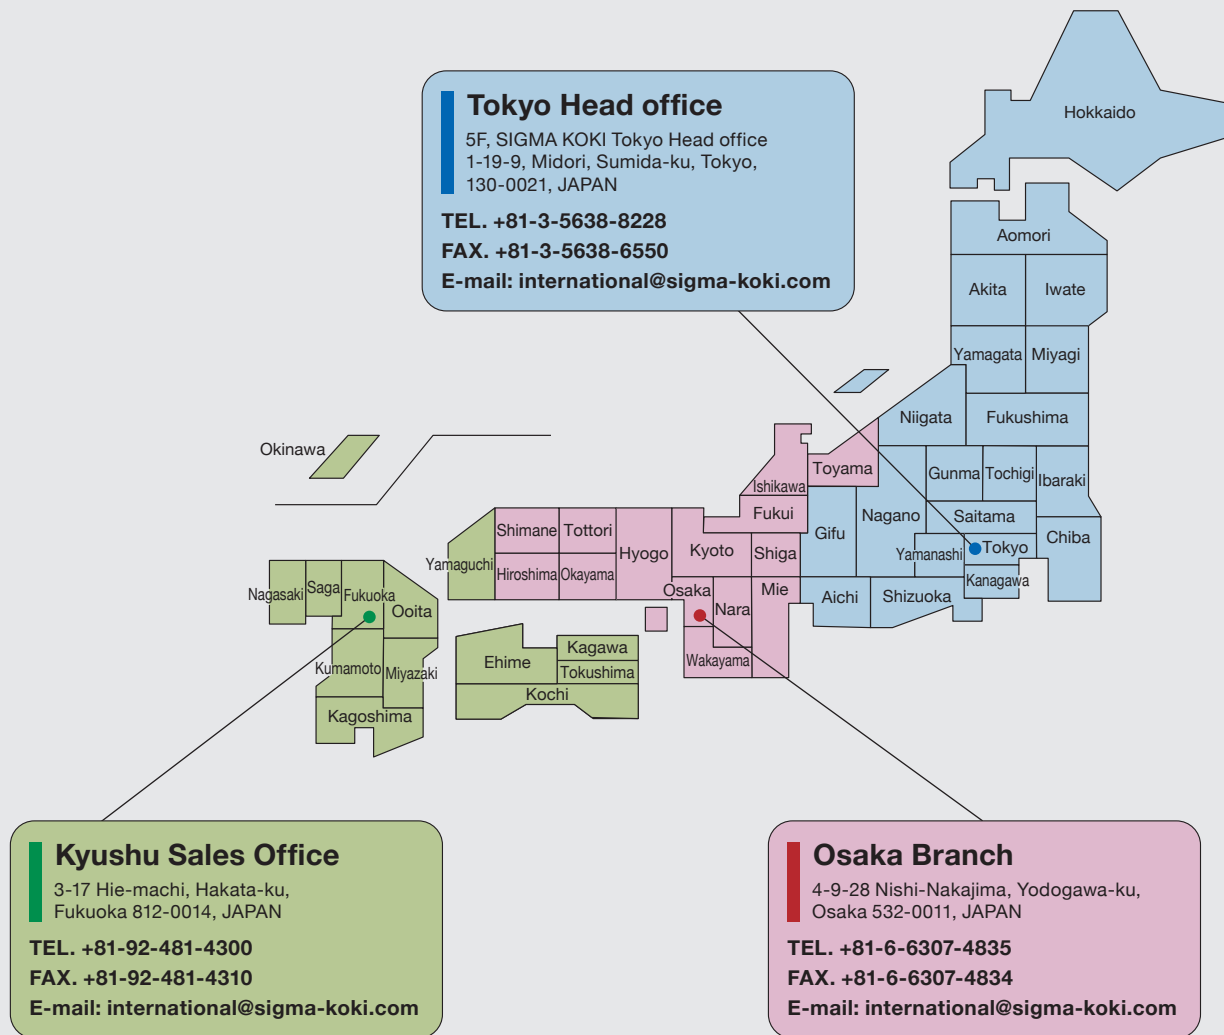 Tokyo Head office
5F, SIGMA KOKI Tokyo Head office
1-19-9, Midori, Sumida-ku, Tokyo,
130-0021, JAPAN
TEL. +81-3-5638-8228
FAX. +81-3-5638-6550
E-mail: international@sigma-koki.com
Hokkaido
Aomori
Akita
Iwate
Yamagata
Miyagi
Niigata
Fukushima
Okinawa
Toyama
Gunma
Tochigi
Ibaraki
Ishikawa
Fukui
Gifu
Nagano
Saitama
Chiba
Shimane
Tottori
Hyogo
Kyoto
Shiga
Yamanashi
Tokyo
Yamaguchi
Hiroshima
Okayama
Kanagawa
Nagasaki
Saga
Fukuoka
Ooita
Osaka
Nara
Mie
Aichi
Shizuoka
Kumamoto
Miyazaki
Ehime
Kagawa
Tokushima
Wakayama
Kochi
Kagoshima
Kyushu Sales Office
3-17 Hie-machi, Hakata-ku,
Fukuoka 812-0014, JAPAN
TEL. +81-92-481-4300
FAX. +81-92-481-4310
E-mail: international@sigma-koki.com
Osaka Branch
4-9-28 Nishi-Nakajima, Yodogawa-ku,
Osaka 532-0011, JAPAN
TEL. +81-6-6307-4835
FAX. +81-6-6307-4834
E-mail: international@sigma-koki.com